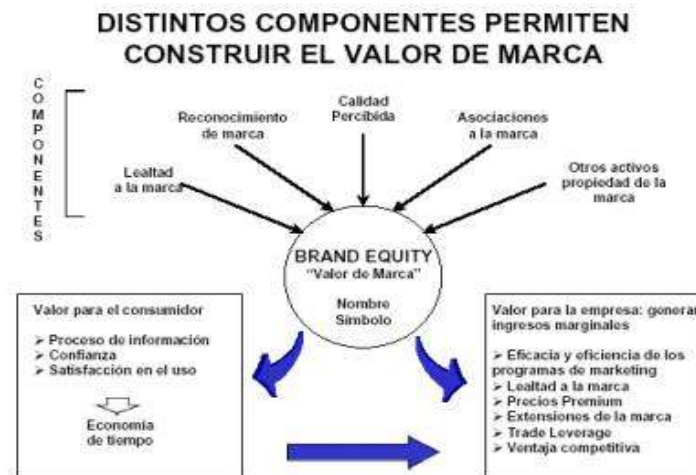 DISTINTOS COMPONENTES PERMITEN
CONSTRUIR EL VALOR DE MARCA
COMPONENTES
Lealtad
a la marca
Reconocimiento
de marca
Calidad
Percibida
Asociaciones
a la marca
Otros activos
propiedad de la
marca
BRAND EQUITY
"Valor de Marca"
Nombre
Símbolo
Valor para el consumidor
➤ Proceso de información
➤ Confianza
➤ Satisfacción en el uso
Economía
de tiempo
Valor para la empresa: generar
ingresos marginales
➤ Eficacia y eficiencia de los
programas de marketing
➤ Lealtad a la marca
➤ Precios Premium
➤ Extensiones de la marca
➤ Trade Leverage
➤ Ventaja competitiva